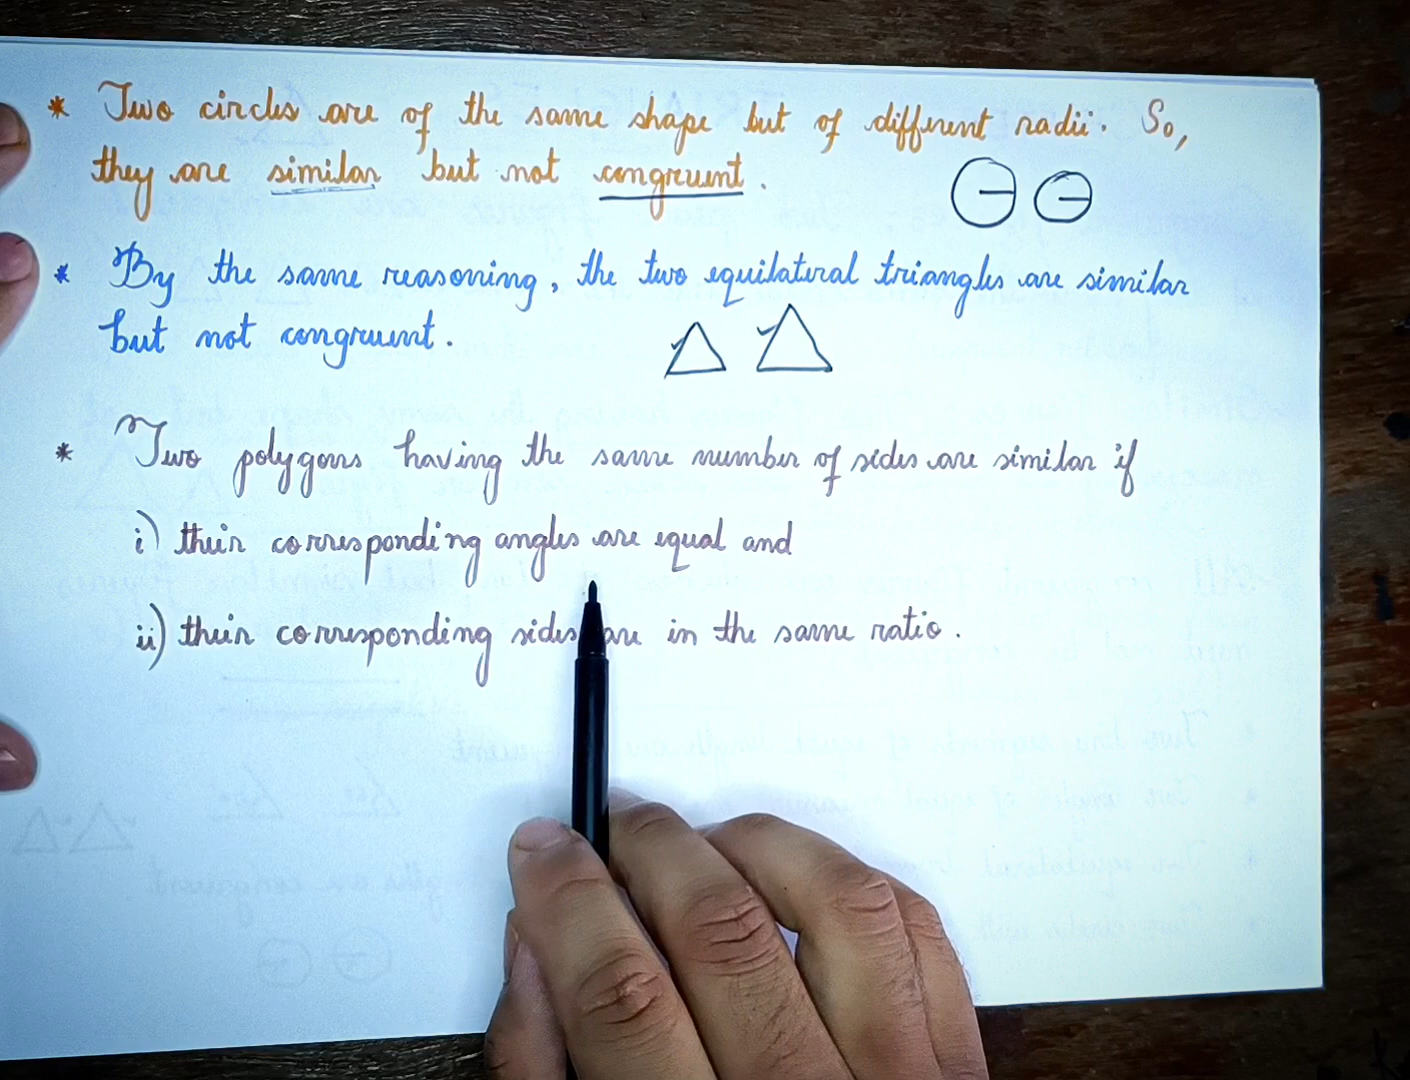 * Two circles are of the same shape but of different radii. So,
they are similar but not congruent.
* By the same reasoning, the two equilateral triangles are similar
but not congruent.
* Two polygons having the same number of sides are similar if
i) their corresponding angles are equal and
ii) their corresponding sides are in the same ratio.